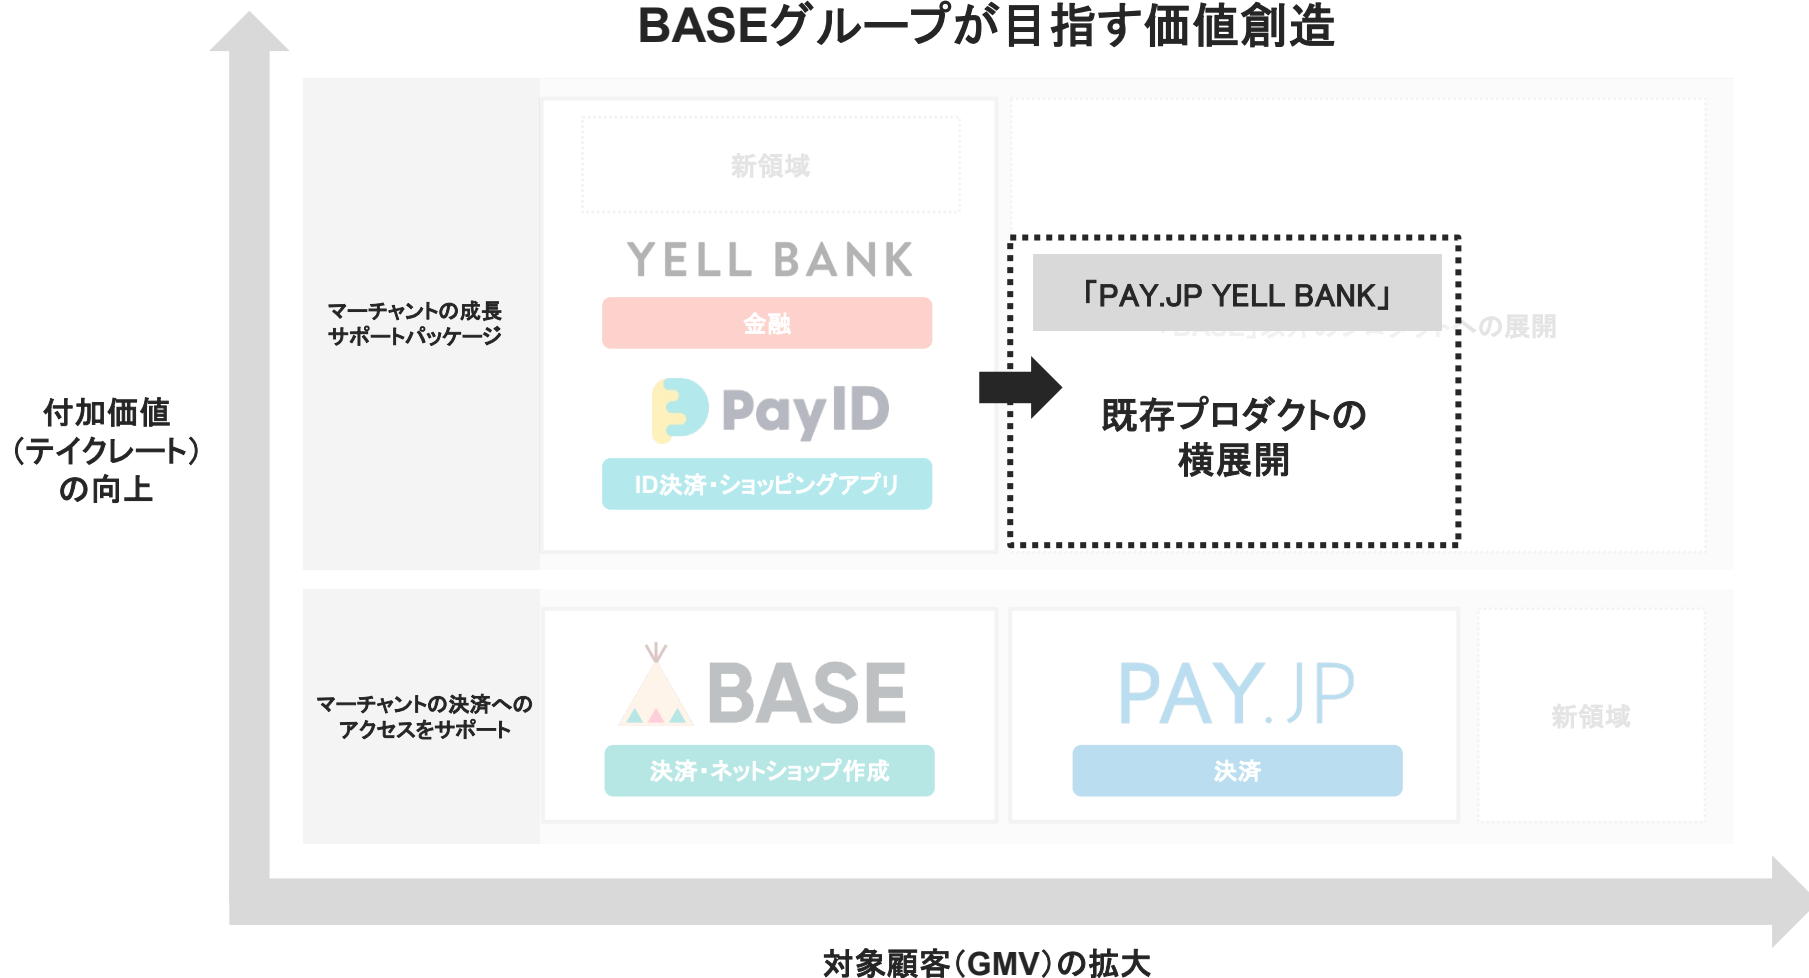 BASEグループが目指す価値創造
付加価値
（テイクレート）
の向上
マーチャントの成長
サポートパッケージ
新領域
YELL BANK
金融
PayID
ID決済・ショッピングアプリ
「PAY.JP YELL BANK」
への展開
既存プロダクトの
横展開
マーチャントの決済への
アクセスをサポート
BASE
決済・ネットショップ作成
PAY.JP
決済
新領域
対象顧客（GMV）の拡大